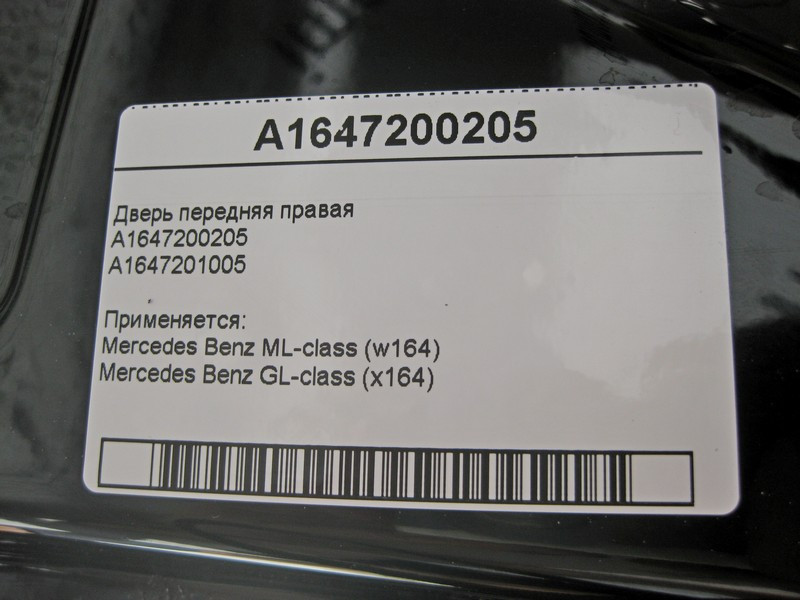 A1647200205
Дверь передняя правая
A1647200205
A1647201005
Применяется:
Mercedes Benz ML-class (w164)
Mercedes Benz GL-class (x164)